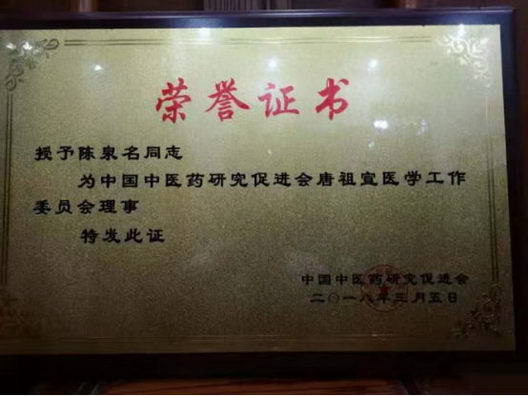 荣誉证书
授予陈泉名同志
为中国中医药研究促进会唐祖宣医学工作
委员会理事
特发此证
中国中医药研究促进会
二〇一八年三月五日